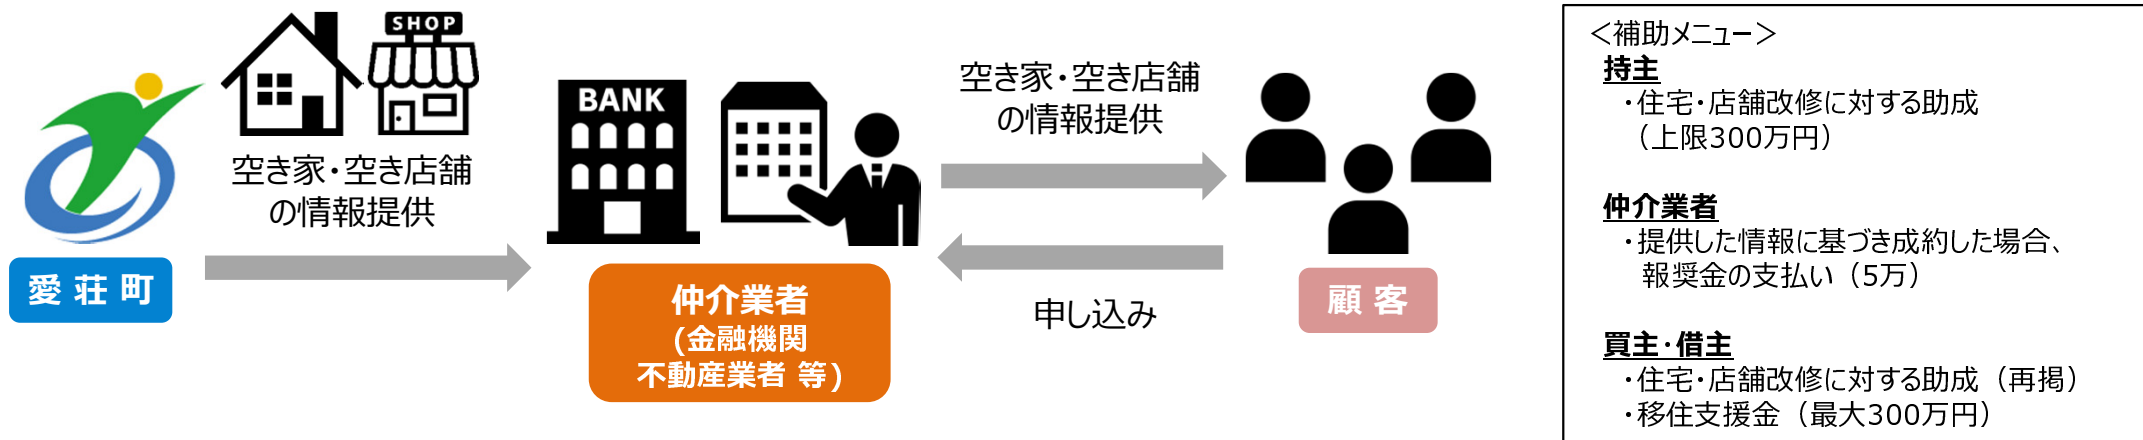 SHOP
空き家・空き店舗
の情報提供
愛荘町
BANK
仲介業者
(金融機関
不動産業者 等)
空き家・空き店舗
の情報提供
申し込み
顧客
＜補助メニュー＞
持主
・住宅・店舗改修に対する助成
（上限300万円）
仲介業者
・提供した情報に基づき成約した場合、
報奨金の支払い（5万）
買主・借主
・住宅・店舗改修に対する助成（再掲）
・移住支援金（最大300万円）